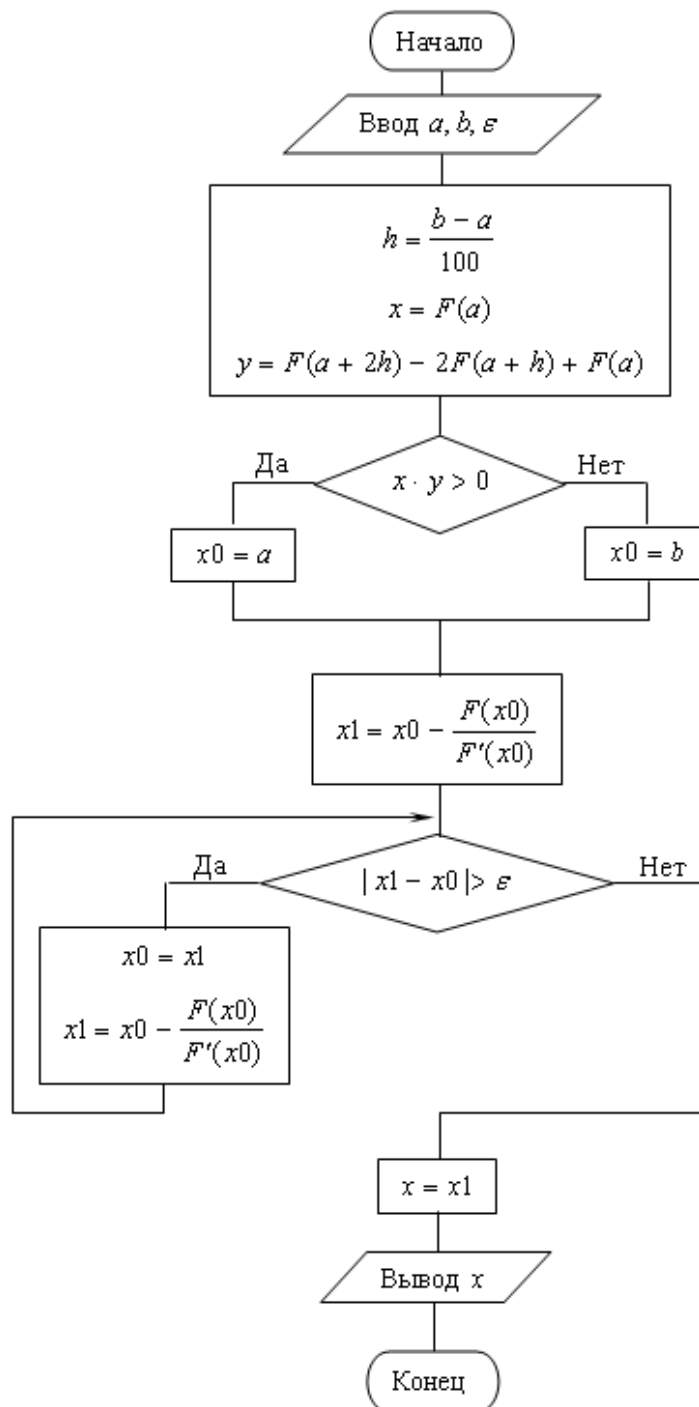 Начало
Ввод a, b, ε
h = (b − a)/100
x = F(a)
y = F(a + 2h) − 2F(a + h) + F(a)
Да
x · y > 0
Нет
x0 = a
x0 = b
x1 = x0 − F(x0)/F'(x0)
Да
| x1 − x0 |> ε
Нет
x0 = x1
x1 = x0 − F(x0)/F'(x0)
x = x1
Вывод x
Конец